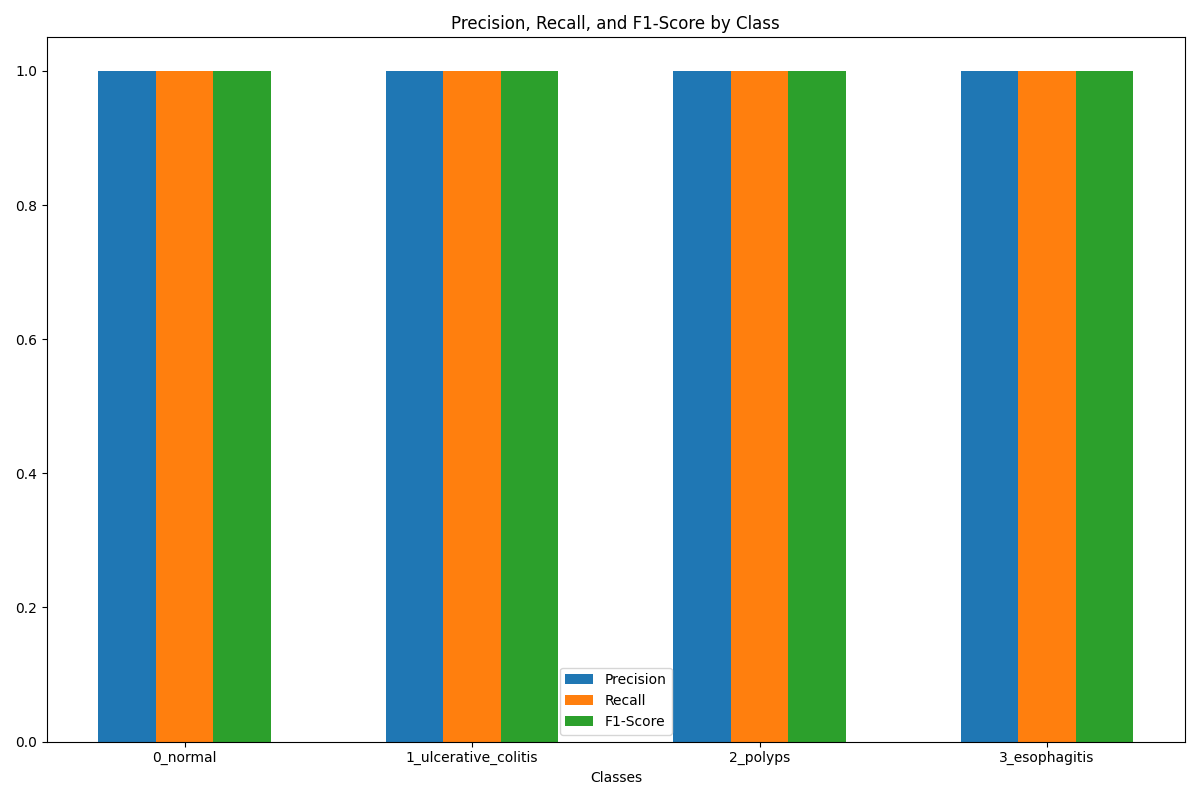 Precision, Recall, and F1-Score by Class
1.0
0.8
0.6
0.4
0.2
0.0
Precision
Recall
F1-Score
0_normal
1_ulcerative_colitis
2_polyps
3_esophagitis
Classes